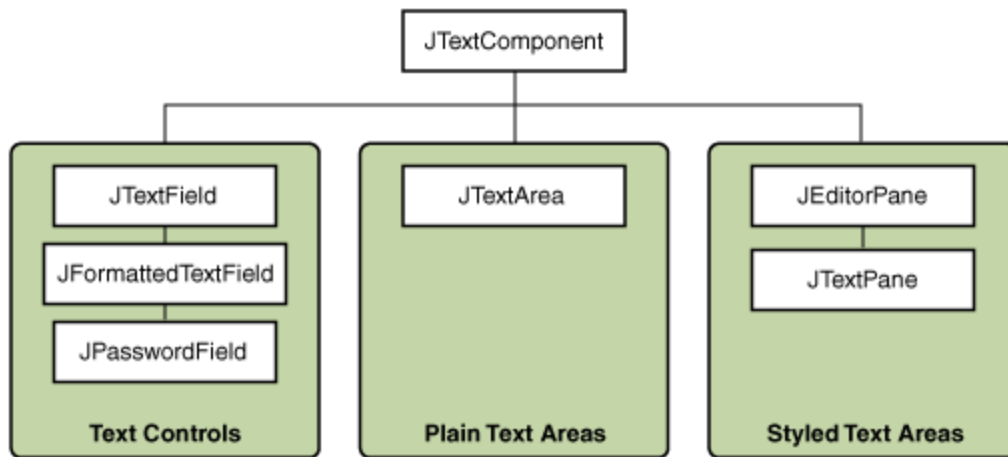 JTextComponent
JTextField
JFormattedTextField
JPasswordField
Text Controls
JTextArea
Plain Text Areas
JEditorPane
JTextPane
Styled Text Areas